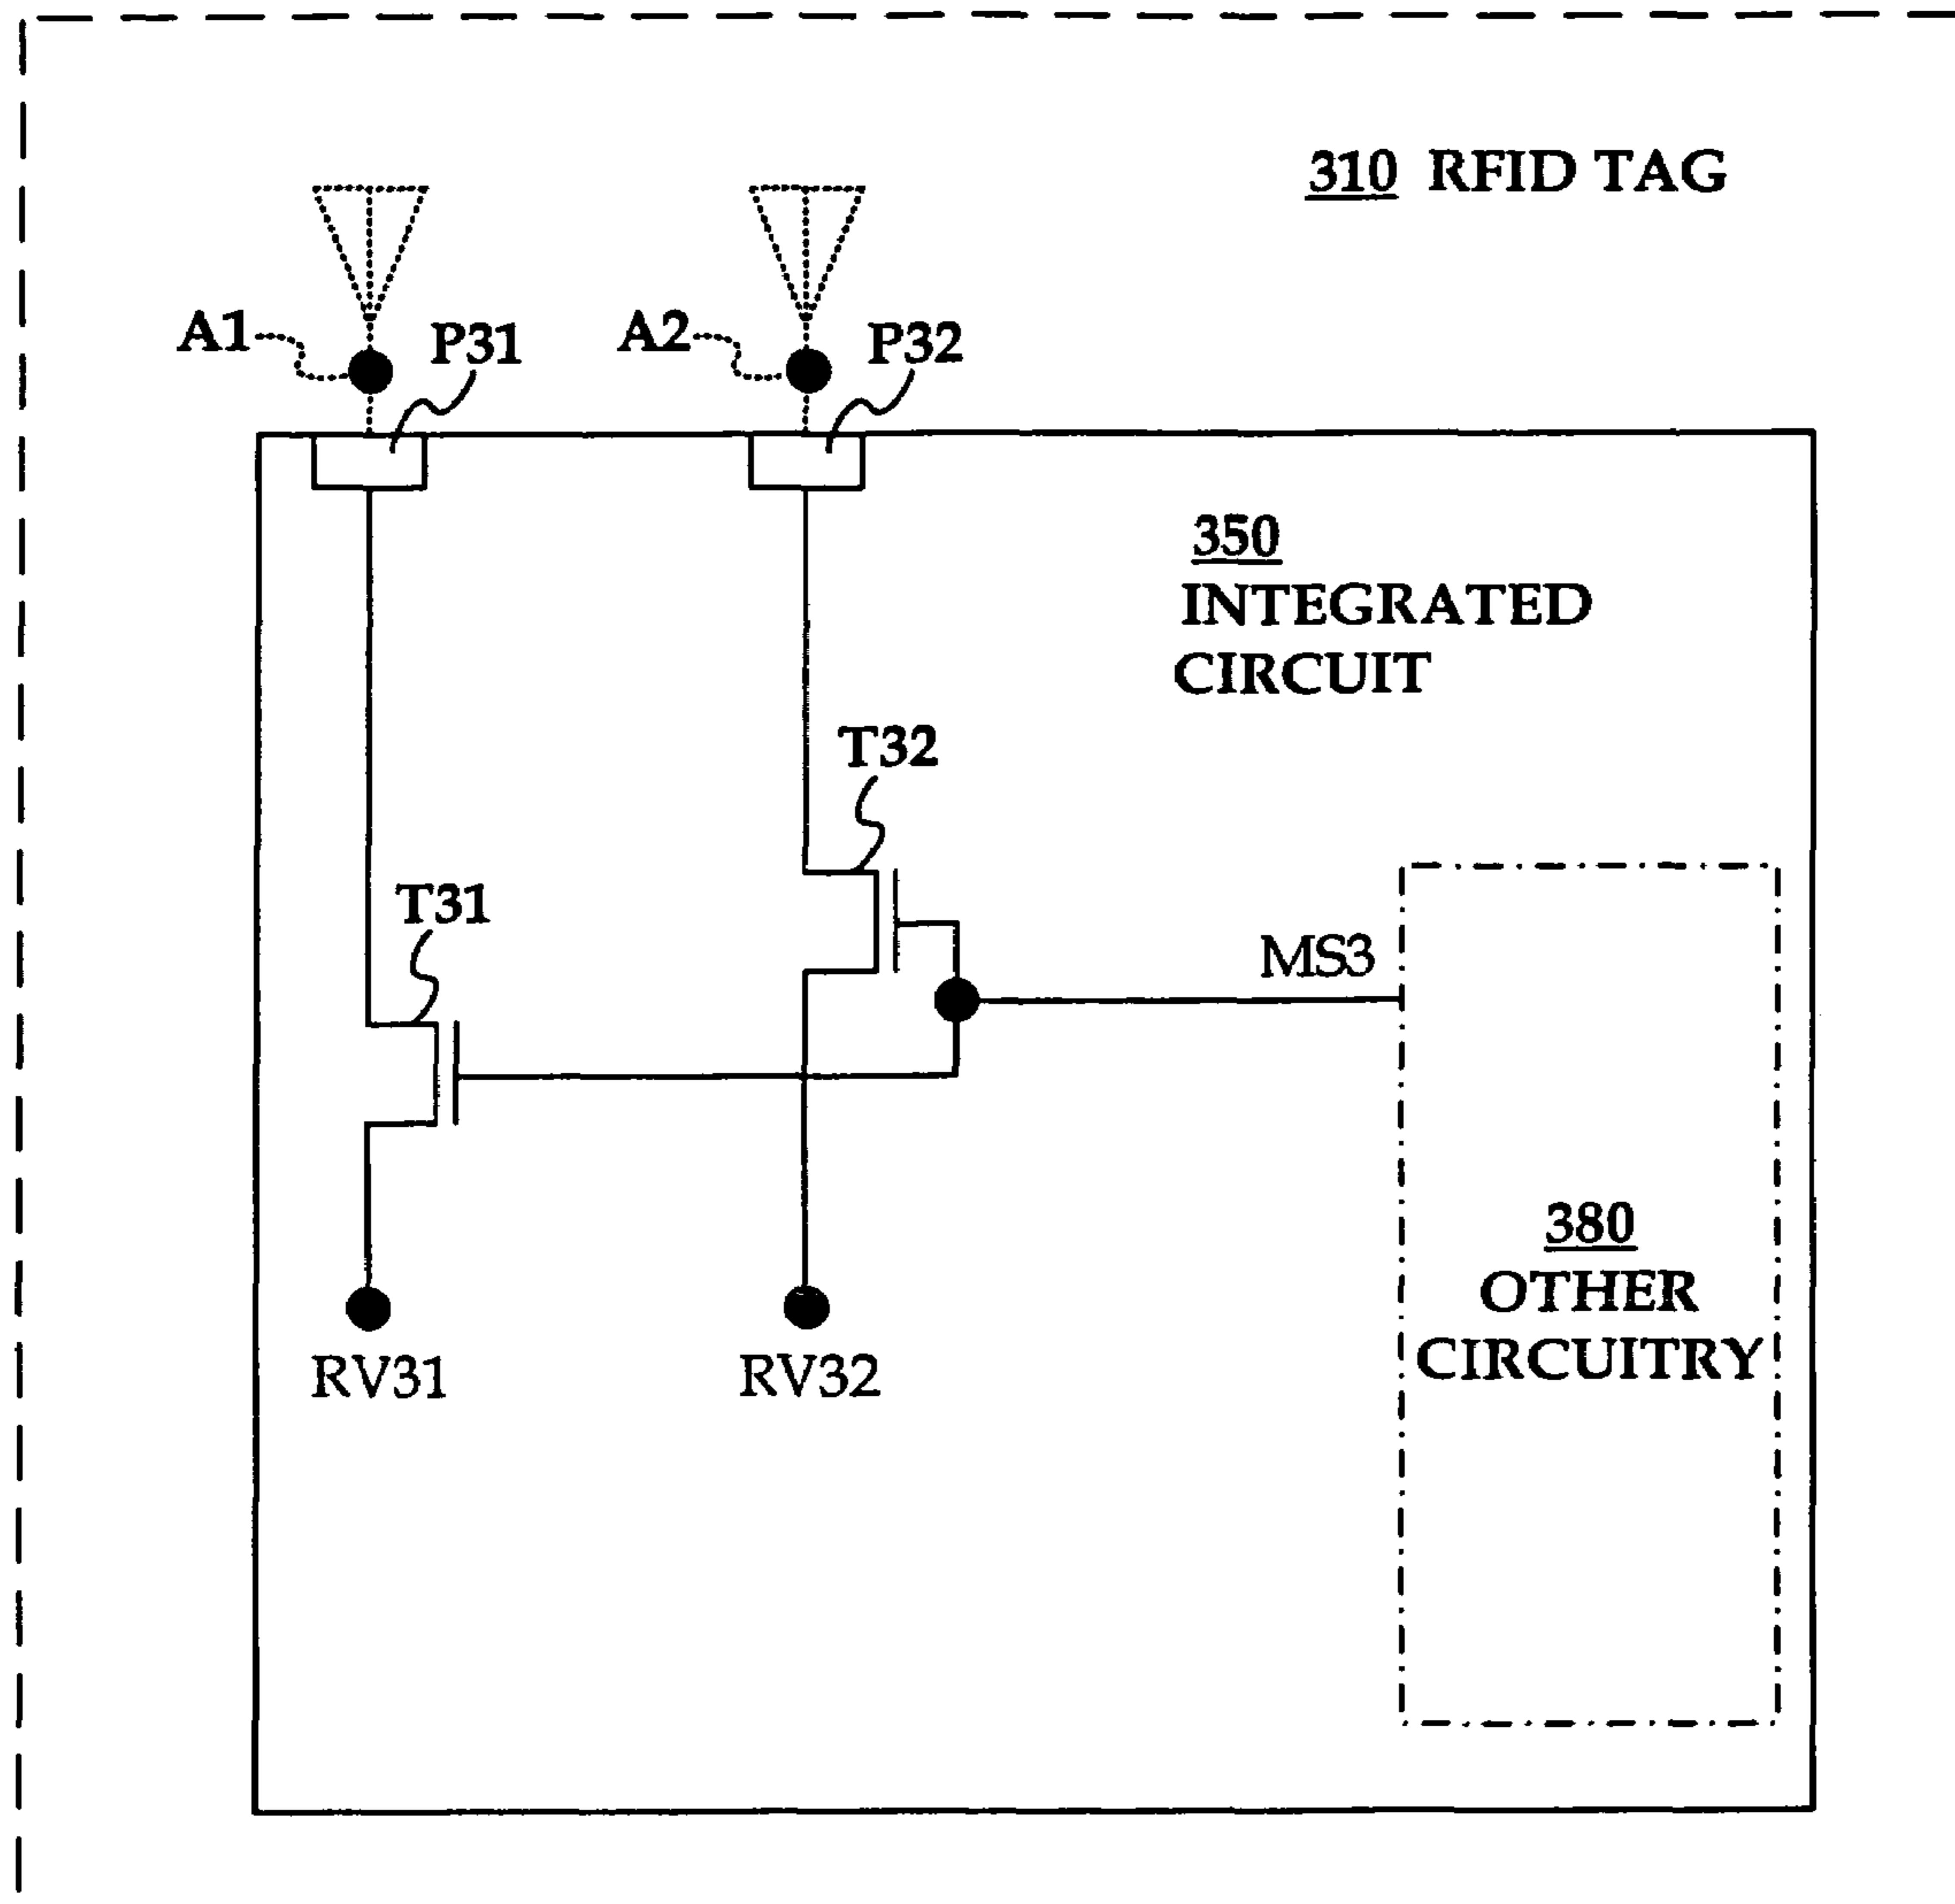 310 RFID TAG
A1
P31
A2
P32
350
INTEGRATED
CIRCUIT
T32
T31
MS3
380
OTHER
CIRCUITRY
RV31
RV32